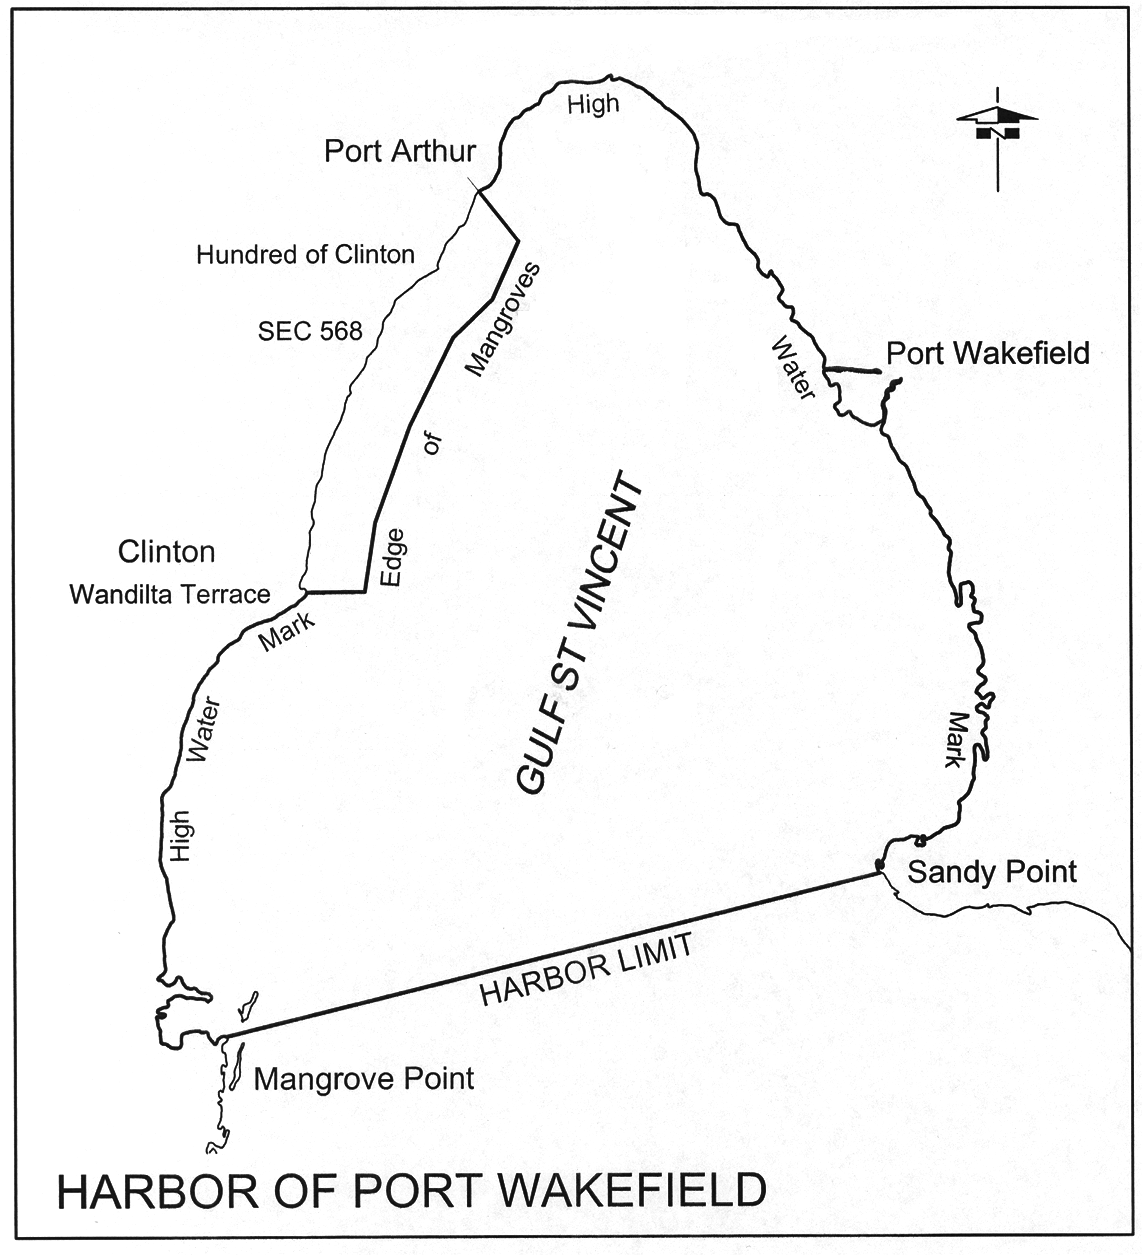 High
Port Arthur
N
Hundred of Clinton
Mangroves
SEC 568
Water
Port Wakefield
of
GULF ST VINCENT
Edge
Clinton
Wandilta Terrace
Mark
Water
Mark
High
Sandy Point
HARBOR LIMIT
Mangrove Point
HARBOR OF PORT WAKEFIELD